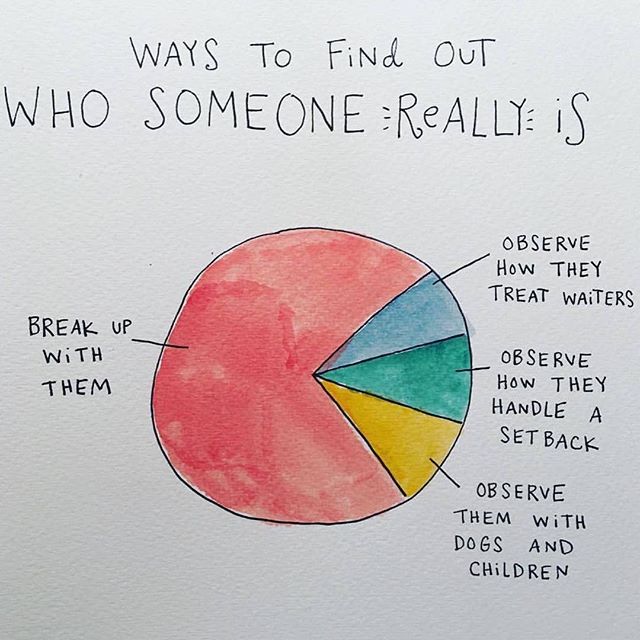 WAYS TO FiNd OUT
WHO SOMEONE ReALLY iS
OBSERVE
HOW THEY
TREAT WAiTERS
BREAK UP
WiTH
THEM
OBSERVE
HOW THEY
HANDLE A
SETBACK
OBSERVE
THEM WiTH
DOGS AND
CHiLDREN